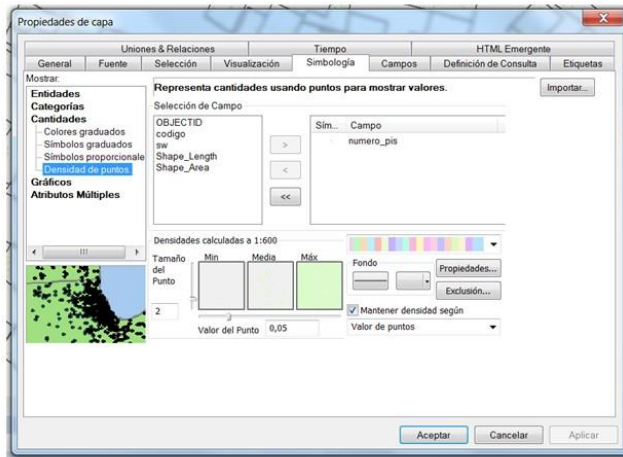 Propiedades de capa
Uniones & Relaciones Tiempo HTML Emergente
General Fuente Selección Visualización Simbología Campos Definición de Consulta Etiquetas
Mostrar:
Entidades
Categorías
Cantidades
Colores graduados
Símbolos graduados
Símbolos proporcionale
Densidad de puntos
Gráficos
Atributos Múltiples
Representa cantidades usando puntos para mostrar valores.
Importar...
Selección de Campo
OBJECTID
codigo
sw
Shape_Length
Shape_Area
>
<
<<
Sím... Campo
numero_pis
Densidades calculadas a 1:600
Tamaño del Punto
Min Media Máx
2
Valor del Punto 0,05
Fondo
Propiedades...
Exclusión...
Mantener densidad según
Valor de puntos
Aceptar Cancelar Aplicar